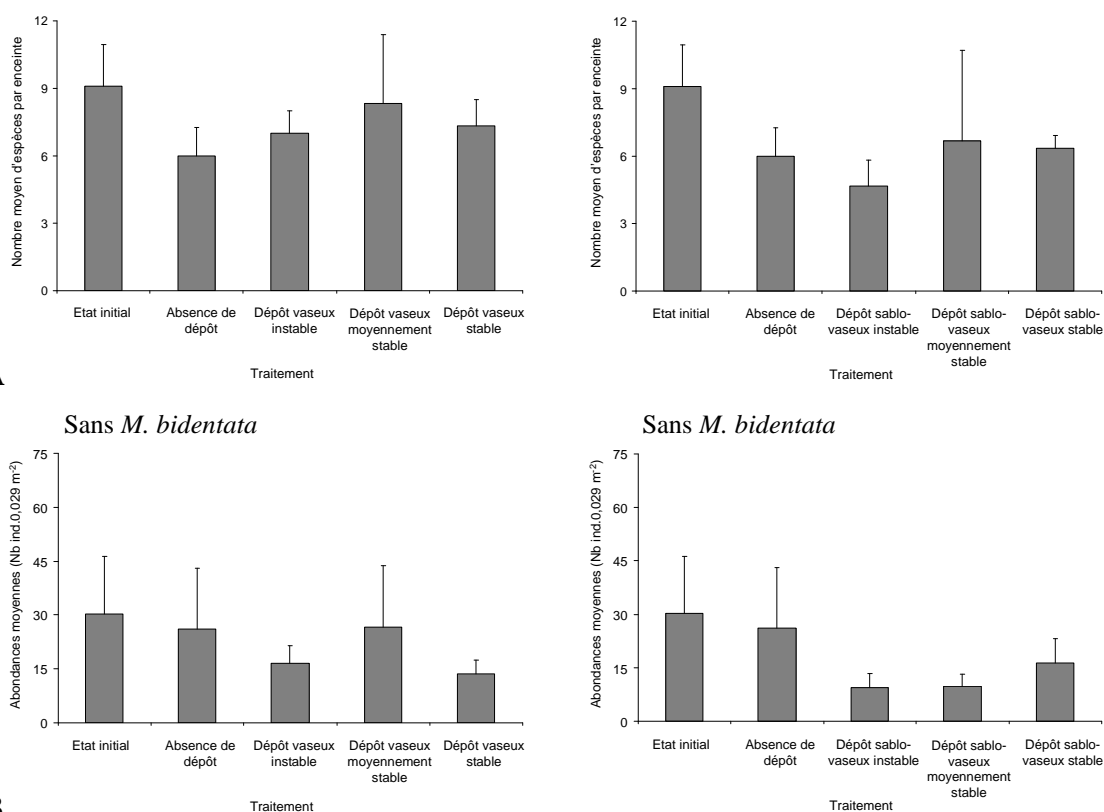 12
9
6
3
0
Nombre moyen d'espèces par enceinte
Etat initial
Absence de
dépôt
Dépôt vaseux
instable
Dépôt vaseux
moyennement
stable
Dépôt vaseux
stable
Traitement
12
9
6
3
0
Nombre moyen d'espèces par enceinte
Etat initial
Absence de
dépôt
Dépôt sablo-
vaseux instable
Dépôt sablo-
vaseux
moyennement
stable
Dépôt sablo-
vaseux stable
Traitement
Sans M. bidentata
75
60
45
30
15
0
Abondances moyennes (Nb ind.0,029 m-2)
Etat initial
Absence de
dépôt
Dépôt vaseux
instable
Dépôt vaseux
moyennement
stable
Dépôt vaseux
stable
Traitement
Sans M. bidentata
75
60
45
30
15
0
Abondances moyennes (Nb ind.0,029 m-2)
Etat initial
Absence de
dépôt
Dépôt sablo-
vaseux instable
Dépôt sablo-
vaseux
moyennement
stable
Dépôt sablo-
vaseux stable
Traitement